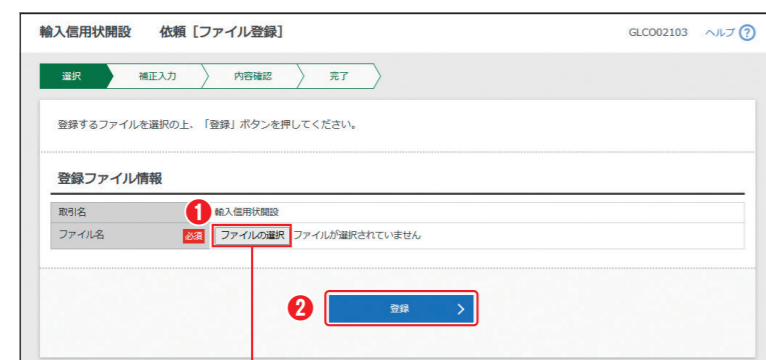 輸入信用状開設 依頼［ファイル登録］ GLCO02103 ヘルプ ?
選択 補正入力 内容確認 完了
登録するファイルを選択の上、「登録」ボタンを押してください。
登録ファイル情報
取引名 ❶ 輸入信用状開設
ファイル名 必須 ファイルの選択 ファイルが選択されていません
❷ 登録